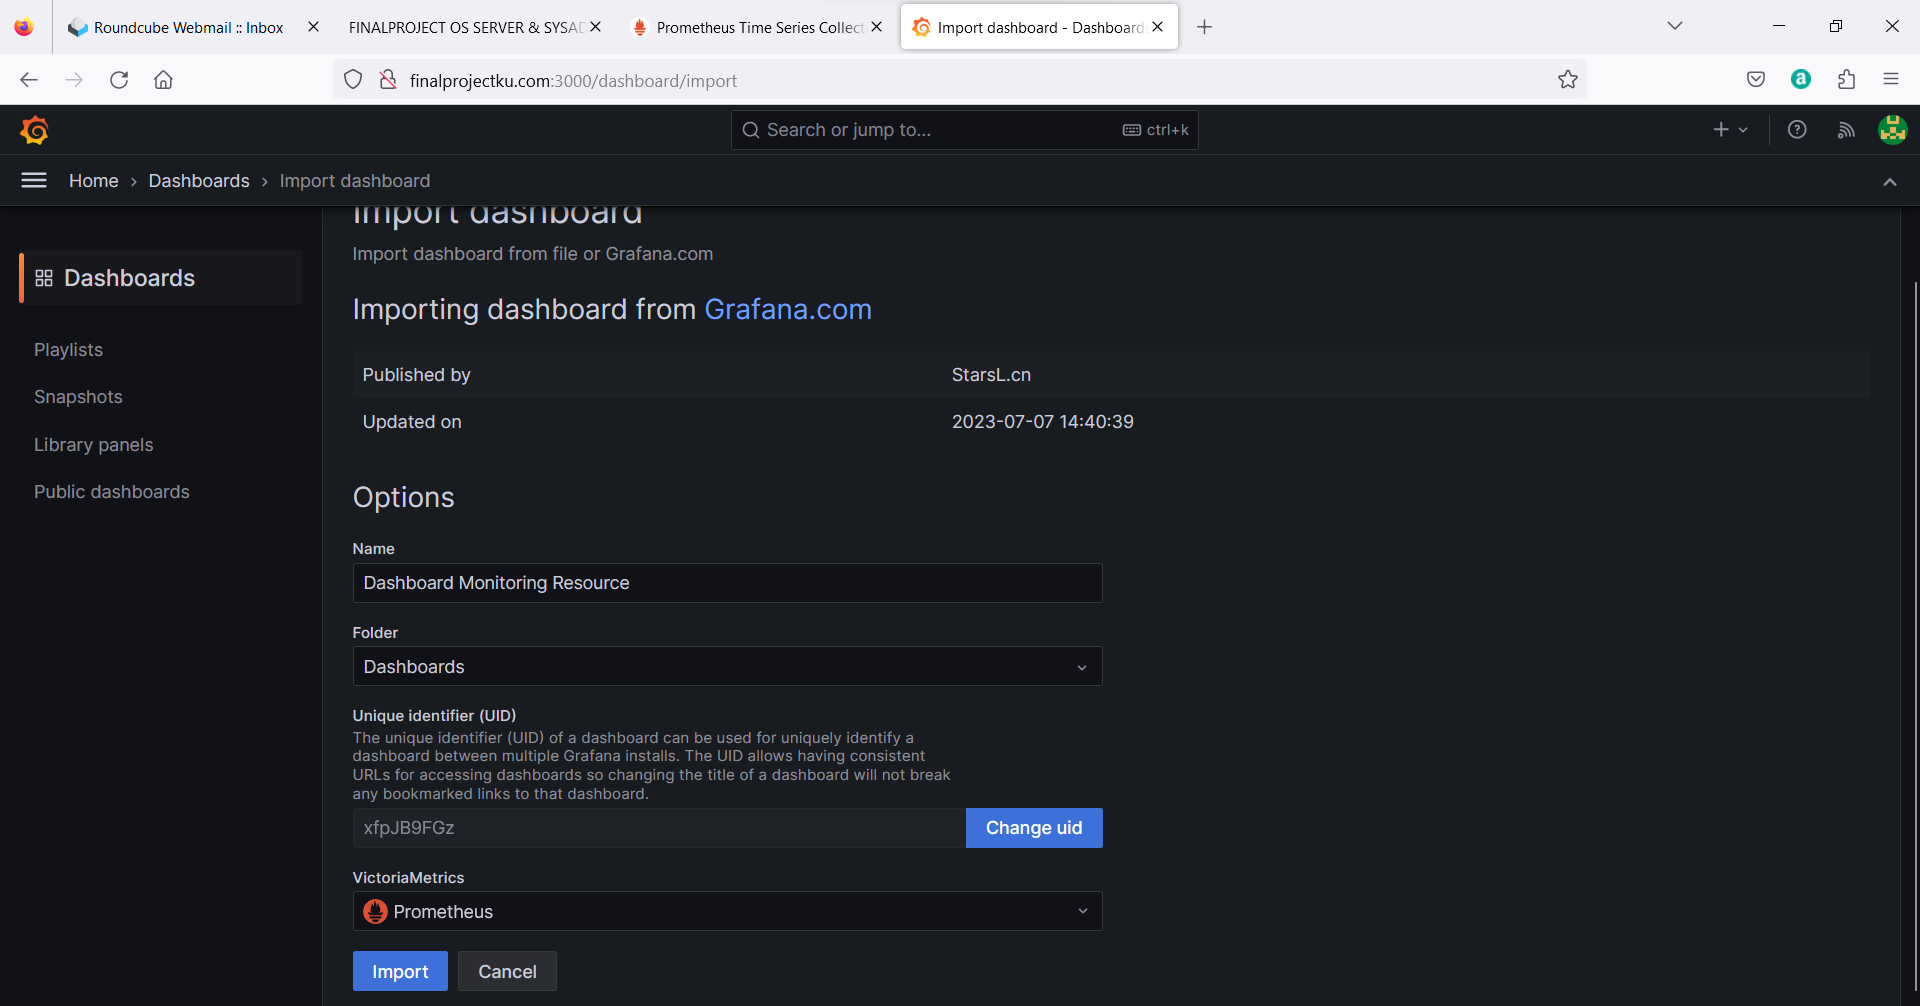 Roundcube Webmail :: Inbox
FINALPROJECT OS SERVER & SYSAD
Prometheus Time Series Collect
Import dashboard - Dashboard
finalprojectku.com:3000/dashboard/import
a
Search or jump to...
ctrl+k
Home › Dashboards › Import dashboard
Import dashboard
Import dashboard from file or Grafana.com
Dashboards
Playlists
Snapshots
Library panels
Public dashboards
Importing dashboard from Grafana.com
Published by StarsL.cn
Updated on 2023-07-07 14:40:39
Options
Name
Dashboard Monitoring Resource
Folder
Dashboards
Unique identifier (UID)
The unique identifier (UID) of a dashboard can be used for uniquely identify a
dashboard between multiple Grafana installs. The UID allows having consistent
URLs for accessing dashboards so changing the title of a dashboard will not break
any bookmarked links to that dashboard.
xfpJB9FGz
Change uid
VictoriaMetrics
Prometheus
Import
Cancel